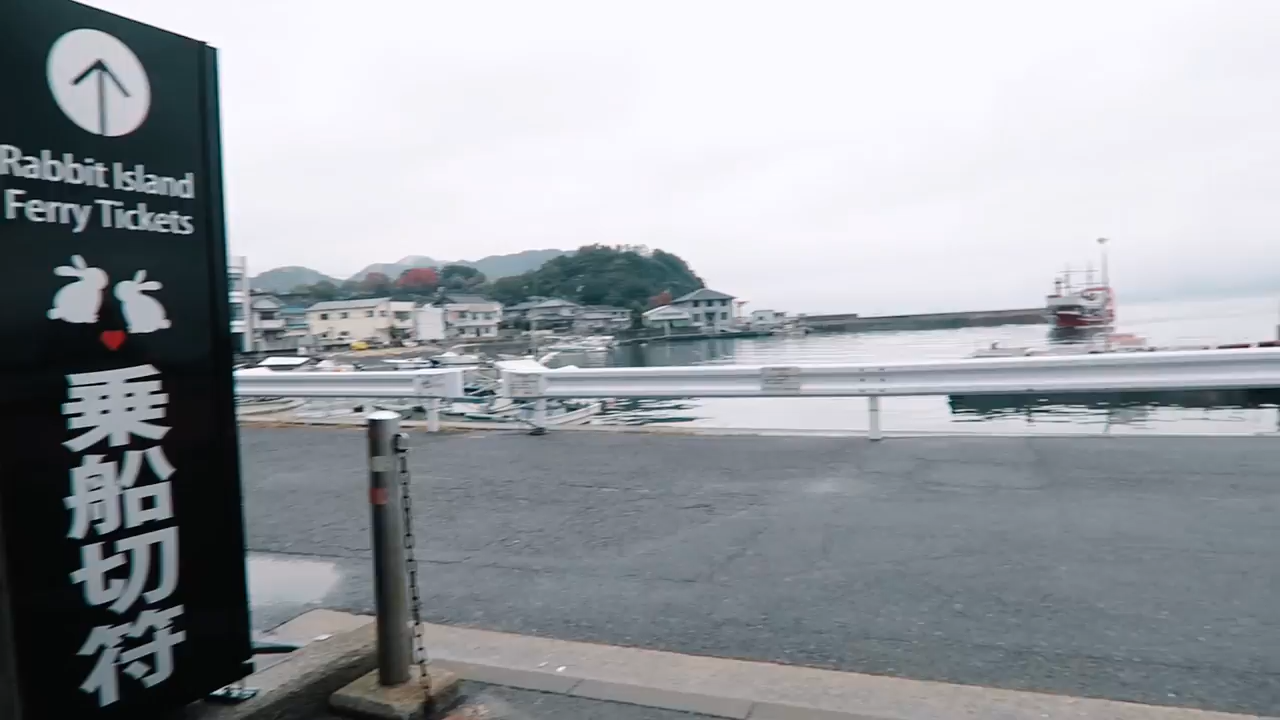 Rabbit Island
Ferry Tickets
乗船切符